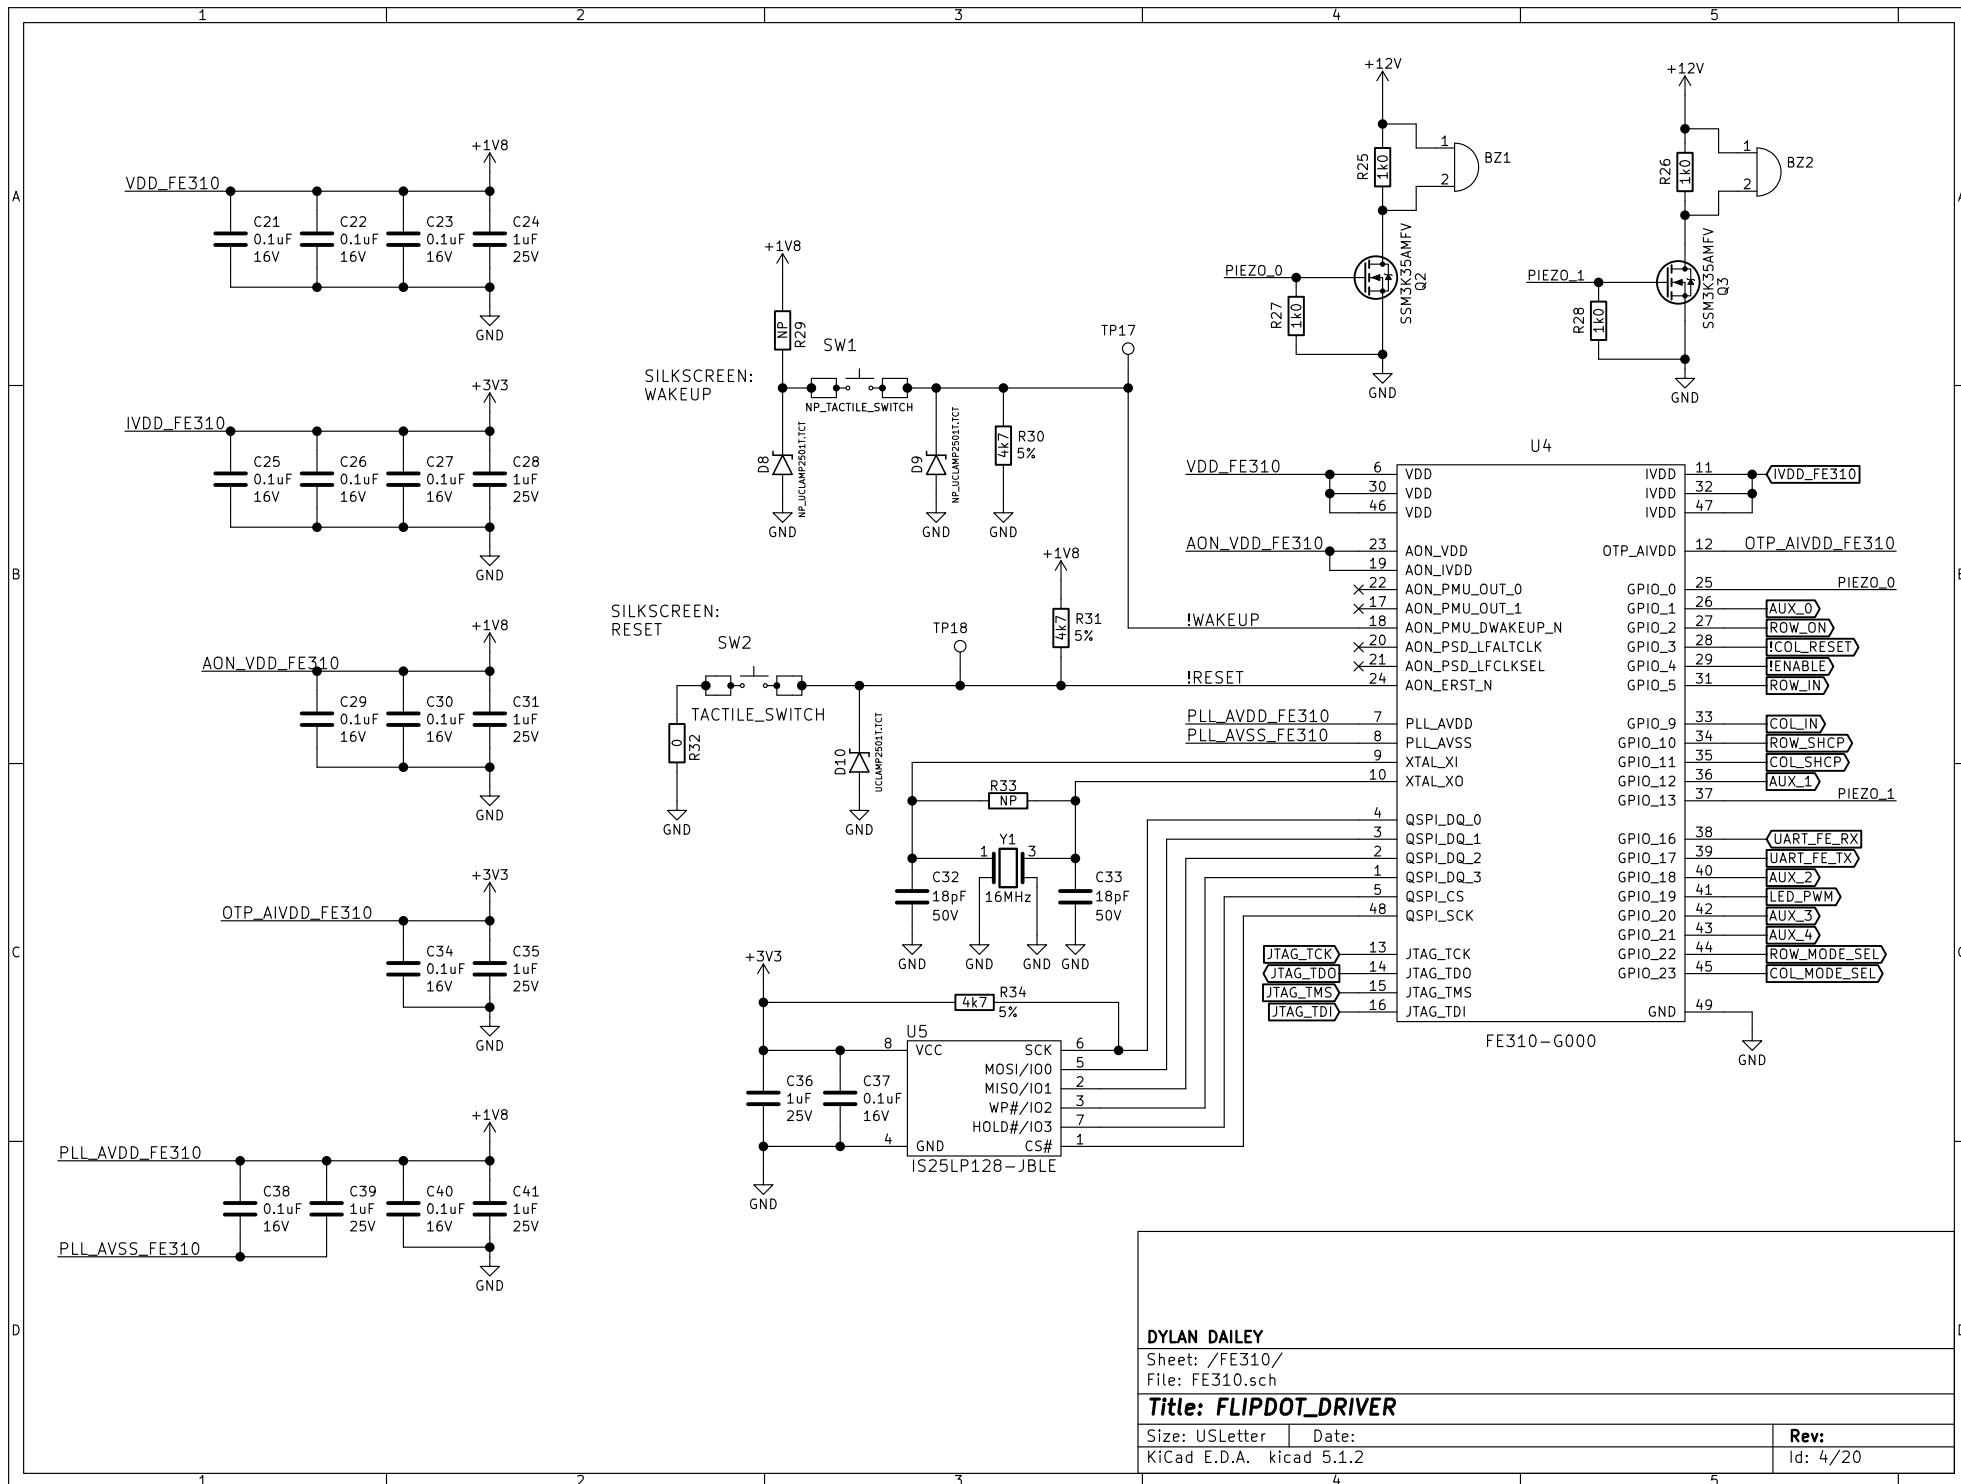 1 2 3 4 5
A
B
C
D
A
B
C
D
+1V8
VDD_FE310
C21
0.1uF
16V
C22
0.1uF
16V
C23
0.1uF
16V
C24
1uF
25V
GND
+3V3
IVDD_FE310
C25
0.1uF
16V
C26
0.1uF
16V
C27
0.1uF
16V
C28
1uF
25V
GND
+1V8
AON_VDD_FE310
C29
0.1uF
16V
C30
0.1uF
16V
C31
1uF
25V
GND
+3V3
OTP_AIVDD_FE310
C34
0.1uF
16V
C35
1uF
25V
GND
+1V8
PLL_AVDD_FE310
C38
0.1uF
16V
C39
1uF
25V
C40
0.1uF
16V
C41
1uF
25V
PLL_AVSS_FE310
GND
+1V8
NP
R29
SW1
SILKSCREEN:
WAKEUP
NP_TACTILE_SWITCH
TP17
D8
NP_UCLAMP2501T.TCT
D9
NP_UCLAMP2501T.TCT
4k7
R30
5%
GND
GND
GND
+1V8
4k7
R31
5%
SILKSCREEN:
RESET
SW2
TACTILE_SWITCH
TP18
0
R32
D10
UCLAMP2501T.TCT
GND
GND
!WAKEUP
!RESET
R33
NP
Y1
1 3
16MHz
C32
18pF
50V
C33
18pF
50V
GND
GND
GND
GND
+3V3
4k7
R34
5%
U5
8 VCC
4 GND
SCK 6
MOSI/IO0 5
MISO/IO1 2
WP#/IO2 3
HOLD#/IO3 7
CS# 1
IS25LP128-JBLE
C36
1uF
25V
C37
0.1uF
16V
GND
+12V
R25
1k0
1
2
BZ1
PIEZO_0
R27
1k0
SSM3K35AMFV
Q2
GND
+12V
R26
1k0
1
2
BZ2
PIEZO_1
R28
1k0
SSM3K35AMFV
Q3
GND
U4
VDD_FE310 6 VDD
30 VDD
46 VDD
AON_VDD_FE310 23 AON_VDD
19 AON_IVDD
22 AON_PMU_OUT_0
17 AON_PMU_OUT_1
18 AON_PMU_DWAKEUP_N
20 AON_PSD_LFALTCLK
21 AON_PSD_LFCLKSEL
24 AON_ERST_N
PLL_AVDD_FE310 7 PLL_AVDD
PLL_AVSS_FE310 8 PLL_AVSS
9 XTAL_XI
10 XTAL_XO
4 QSPI_DQ_0
3 QSPI_DQ_1
2 QSPI_DQ_2
1 QSPI_DQ_3
5 QSPI_CS
48 QSPI_SCK
JTAG_TCK 13 JTAG_TCK
JTAG_TDO 14 JTAG_TDO
JTAG_TMS 15 JTAG_TMS
JTAG_TDI 16 JTAG_TDI
IVDD 11 IVDD_FE310
IVDD 32
IVDD 47
OTP_AIVDD 12 OTP_AIVDD_FE310
GPIO_0 25 PIEZO_0
GPIO_1 26 AUX_0
GPIO_2 27 ROW_ON
GPIO_3 28 !COL_RESET
GPIO_4 29 !ENABLE
GPIO_5 31 ROW_IN
GPIO_9 33 COL_IN
GPIO_10 34 ROW_SHCP
GPIO_11 35 COL_SHCP
GPIO_12 36 AUX_1
GPIO_13 37 PIEZO_1
GPIO_16 38 UART_FE_RX
GPIO_17 39 UART_FE_TX
GPIO_18 40 AUX_2
GPIO_19 41 LED_PWM
GPIO_20 42 AUX_3
GPIO_21 43 AUX_4
GPIO_22 44 ROW_MODE_SEL
GPIO_23 45 COL_MODE_SEL
GND 49
FE310-G000
GND
DYLAN DAILEY
Sheet: /FE310/
File: FE310.sch
Title: FLIPDOT_DRIVER
Size: USLetter Date: Rev:
KiCad E.D.A. kicad 5.1.2 Id: 4/20
1 2 3 4 5